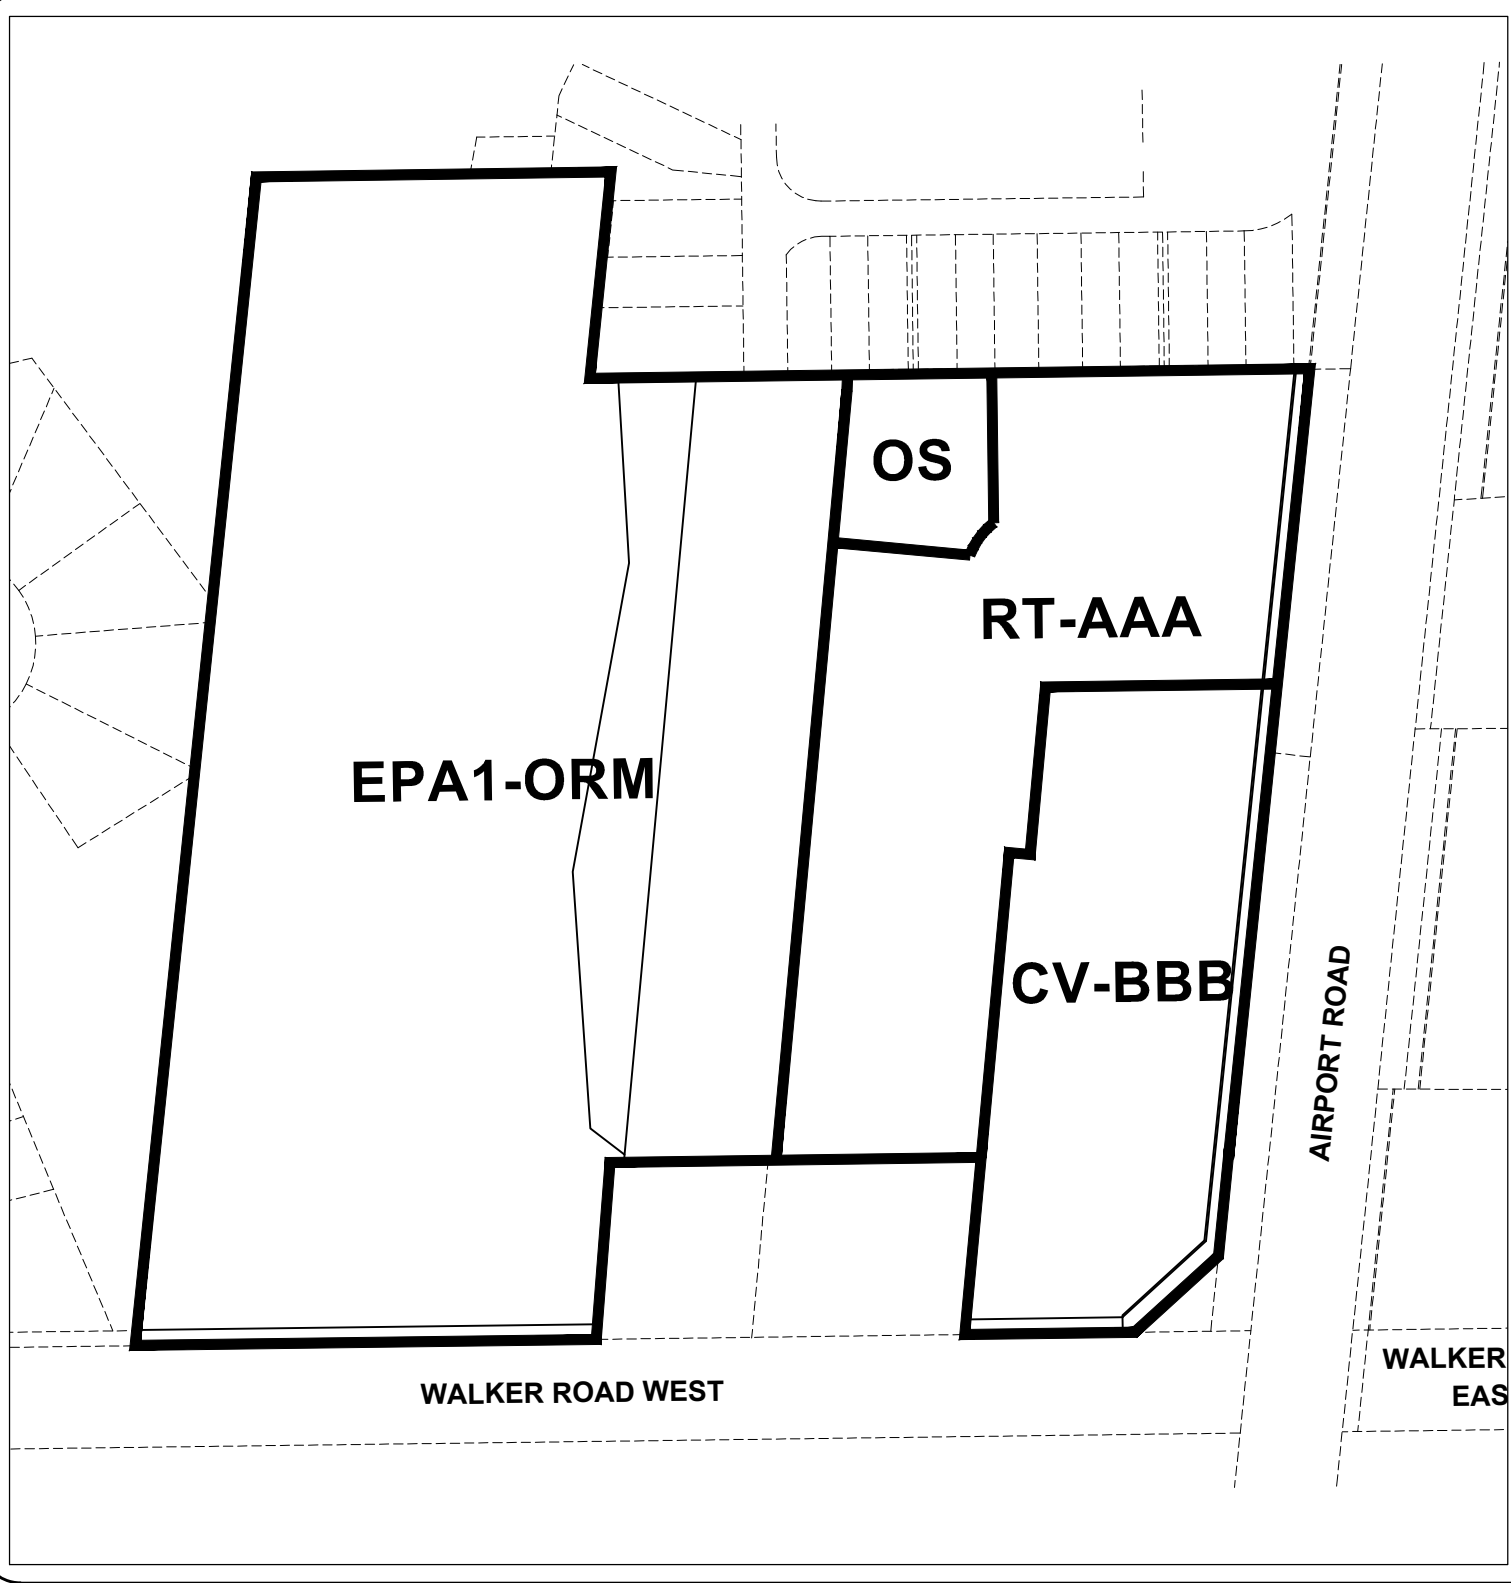 OS
RT-AAA
EPA1-ORM
CV-BBB
AIRPORT ROAD
WALKER ROAD WEST
WALKER
EAS